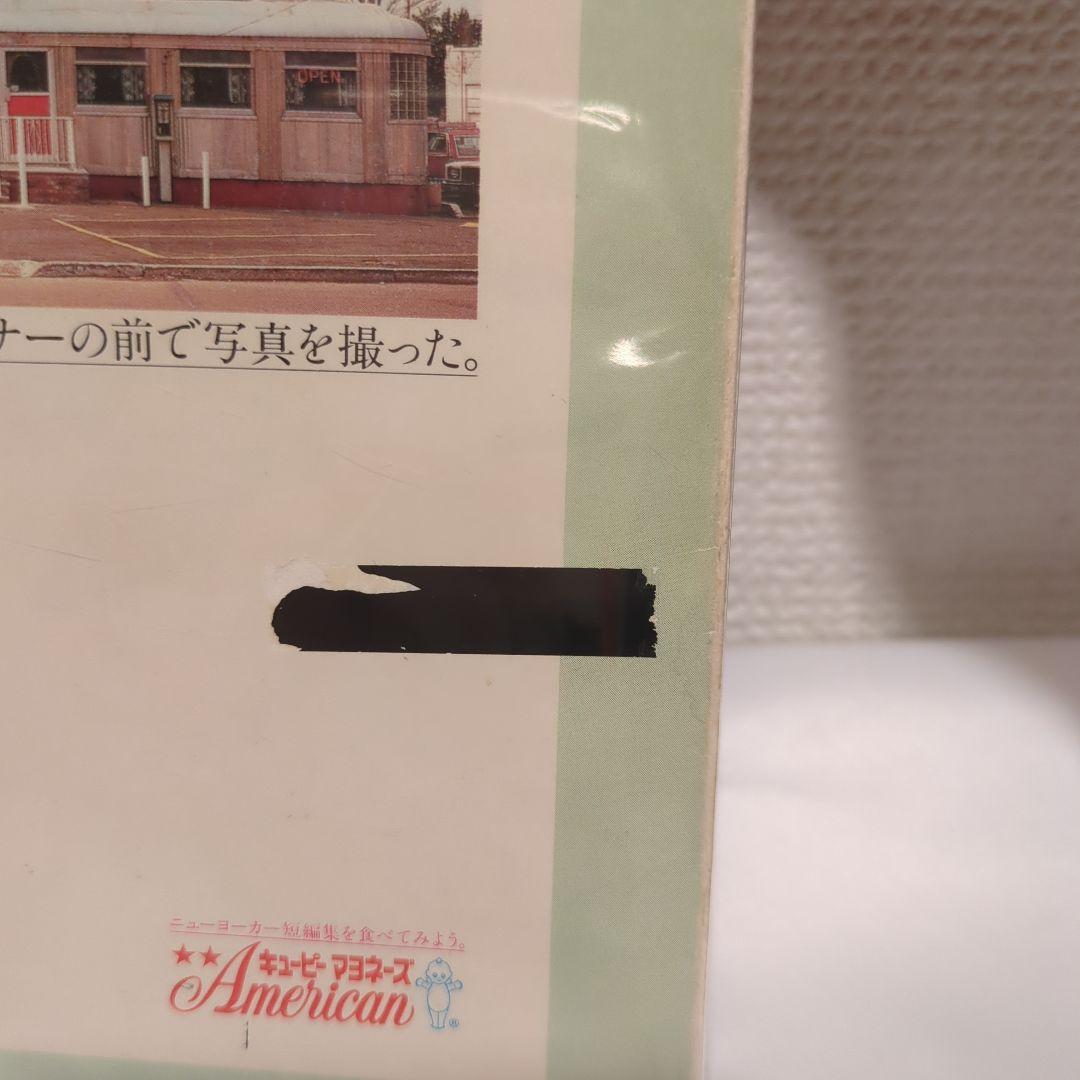 OPEN
ナーの前で写真を撮った。
ニューヨーカー短編集を食べてみよう。
キューピー マヨネーズ
American
®